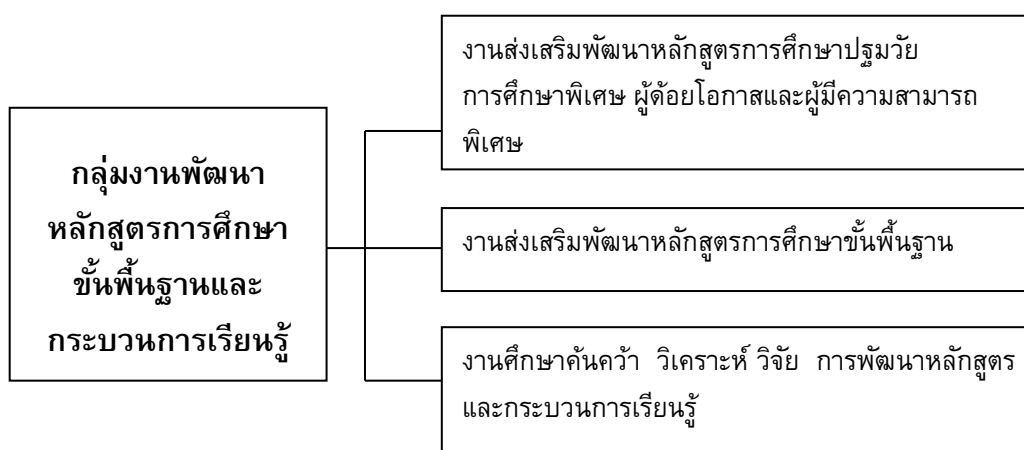 กลุ่มงานพัฒนา
หลักสูตรการศึกษา
ขั้นพื้นฐานและ
กระบวนการเรียนรู้
งานส่งเสริมพัฒนาหลักสูตรการศึกษาปฐมวัย
การศึกษาพิเศษ ผู้ด้อยโอกาสและผู้มีความสามารถ
พิเศษ
งานส่งเสริมพัฒนาหลักสูตรการศึกษาขั้นพื้นฐาน
งานศึกษาค้นคว้า วิเคราะห์ วิจัย การพัฒนาหลักสูตร
และกระบวนการเรียนรู้